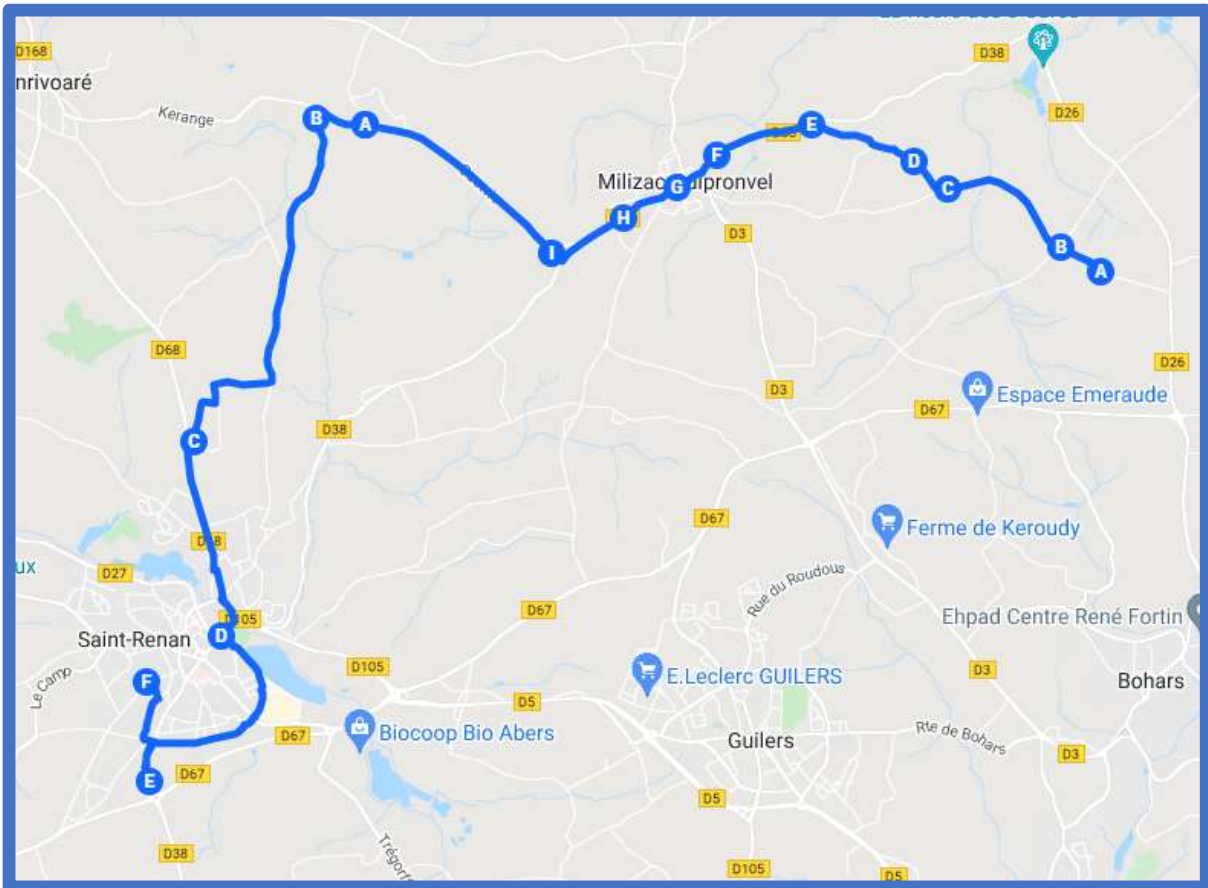 D168
D38
nrivoaré
Kerange
B
A
E
D26
F
D
Milizac
ipronvel
G
C
H
D3
B
I
A
D68
D26
D3
Espace Emeraude
D67
D38
C
D67
Ferme de Keroudy
ux
D27
Rue du Roudous
D67
Ehpad Centre René Fortin
Saint-Renan
D
D105
D3
Le Camp
F
E.Leclerc GUILERS
Bohars
D5
Biocoop Bio Abers
D67
Guilers
Rte de Bohars
D3
E
D67
D5
D38
D105
D5